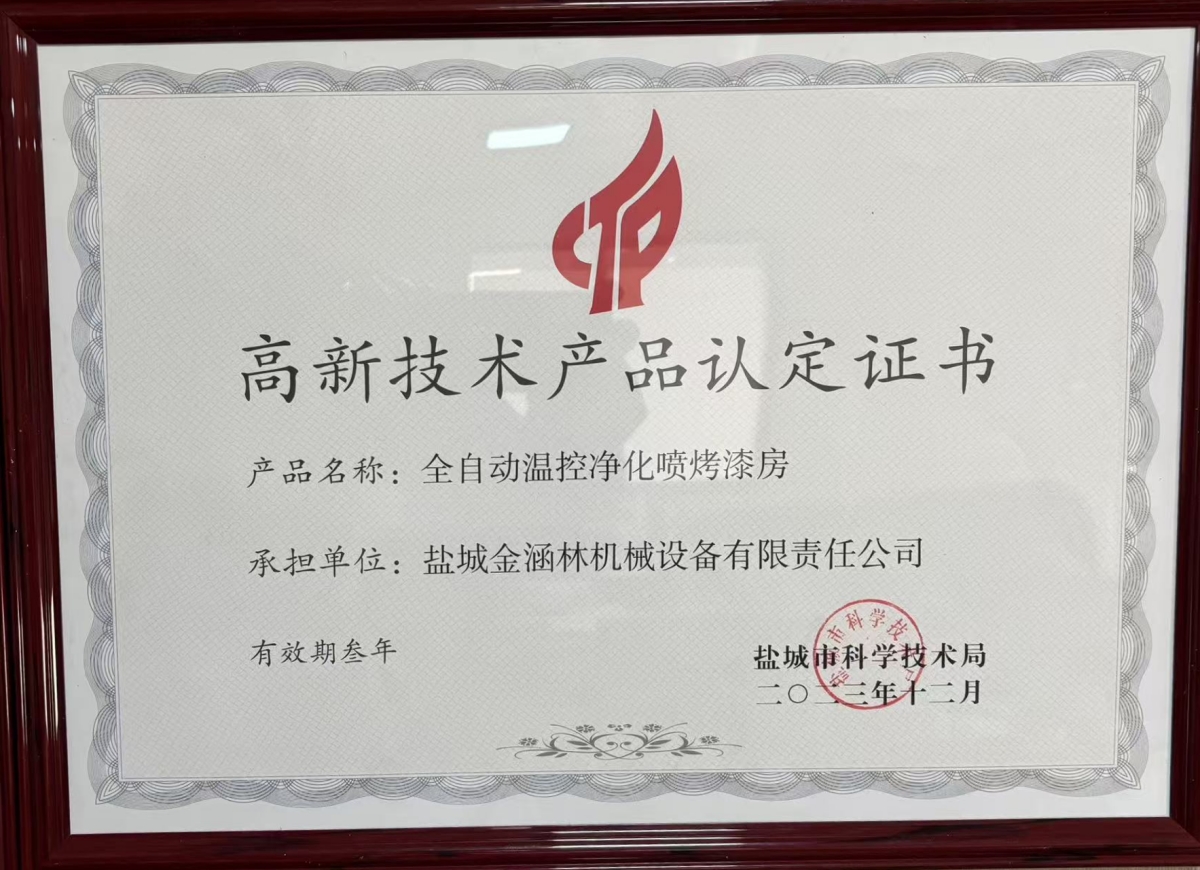 高新技术产品认定证书
产品名称：全自动温控净化喷烤漆房
承担单位：盐城金涵林机械设备有限责任公司
有效期叁年
盐城市科学技术局
二〇二三年十二月